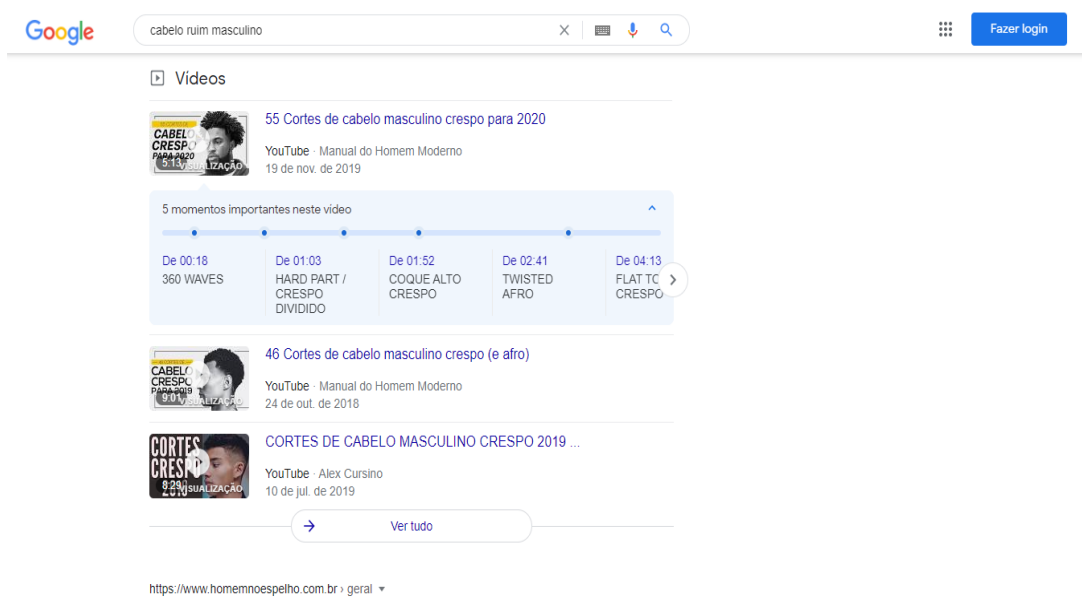 Google
cabelo ruim masculino
Fazer login
Vídeos
CABELO
CRESPO
PARA 2020
5:13
VISUALIZAÇÃO
55 Cortes de cabelo masculino crespo para 2020
YouTube · Manual do Homem Moderno
19 de nov. de 2019
5 momentos importantes neste vídeo
De 00:18
360 WAVES
De 01:03
HARD PART /
CRESPO
DIVIDIDO
De 01:52
COQUE ALTO
CRESPO
De 02:41
TWISTED
AFRO
De 04:13
FLAT TO
CRESPO
CABELO
CRESPO
PARA 2019
9:01
VISUALIZAÇÃO
46 Cortes de cabelo masculino crespo (e afro)
YouTube · Manual do Homem Moderno
24 de out. de 2018
CORTES
CRESPO
8:29
VISUALIZAÇÃO
CORTES DE CABELO MASCULINO CRESPO 2019 ...
YouTube · Alex Cursino
10 de jul. de 2019
Ver tudo
https://www.homemnoespelho.com.br › geral